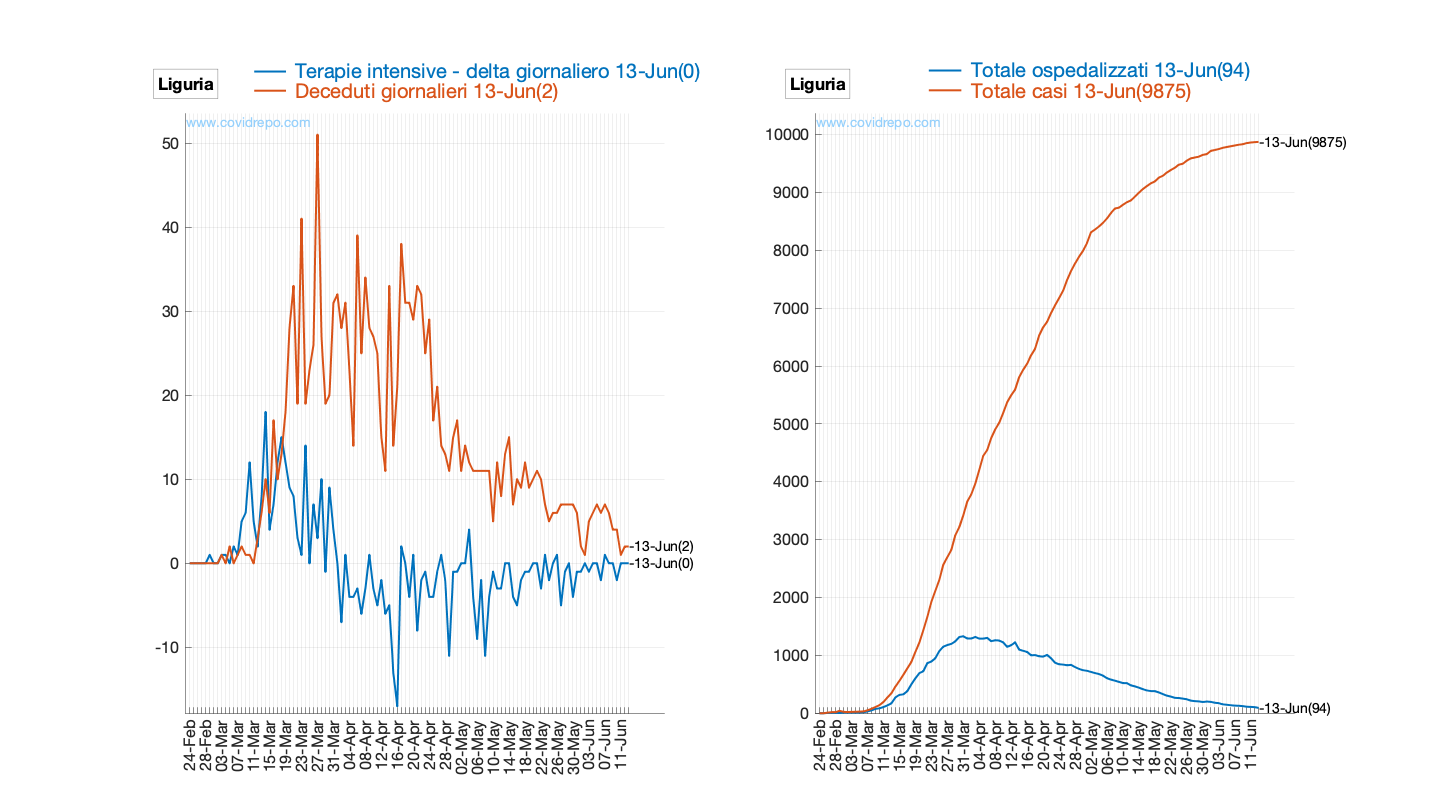 Liguria
Terapie intensive - delta giornaliero 13-Jun(0)
Deceduti giornalieri 13-Jun(2)
www.covidrepo.com
50
40
30
20
10
0
-10
-13-Jun(2)
-13-Jun(0)
24-Feb
28-Feb
03-Mar
07-Mar
11-Mar
15-Mar
19-Mar
23-Mar
27-Mar
31-Mar
04-Apr
08-Apr
12-Apr
16-Apr
20-Apr
24-Apr
28-Apr
02-May
06-May
10-May
14-May
18-May
22-May
26-May
30-May
03-Jun
07-Jun
11-Jun
Liguria
Totale ospedalizzati 13-Jun(94)
Totale casi 13-Jun(9875)
www.covidrepo.com
10000
9000
8000
7000
6000
5000
4000
3000
2000
1000
0
-13-Jun(9875)
-13-Jun(94)
24-Feb
28-Feb
03-Mar
07-Mar
11-Mar
15-Mar
19-Mar
23-Mar
27-Mar
31-Mar
04-Apr
08-Apr
12-Apr
16-Apr
20-Apr
24-Apr
28-Apr
02-May
06-May
10-May
14-May
18-May
22-May
26-May
30-May
03-Jun
07-Jun
11-Jun